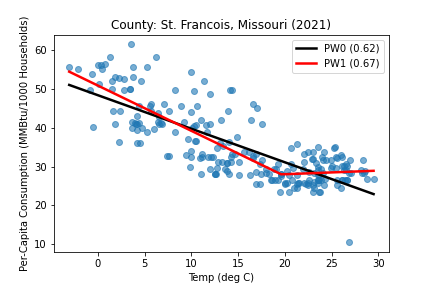 County: St. Francois, Missouri (2021)
PW0 (0.62)
PW1 (0.67)
Per-Capita Consumption (MMBtu/1000 Households)
60
50
40
30
20
10
0 5 10 15 20 25 30
Temp (deg C)